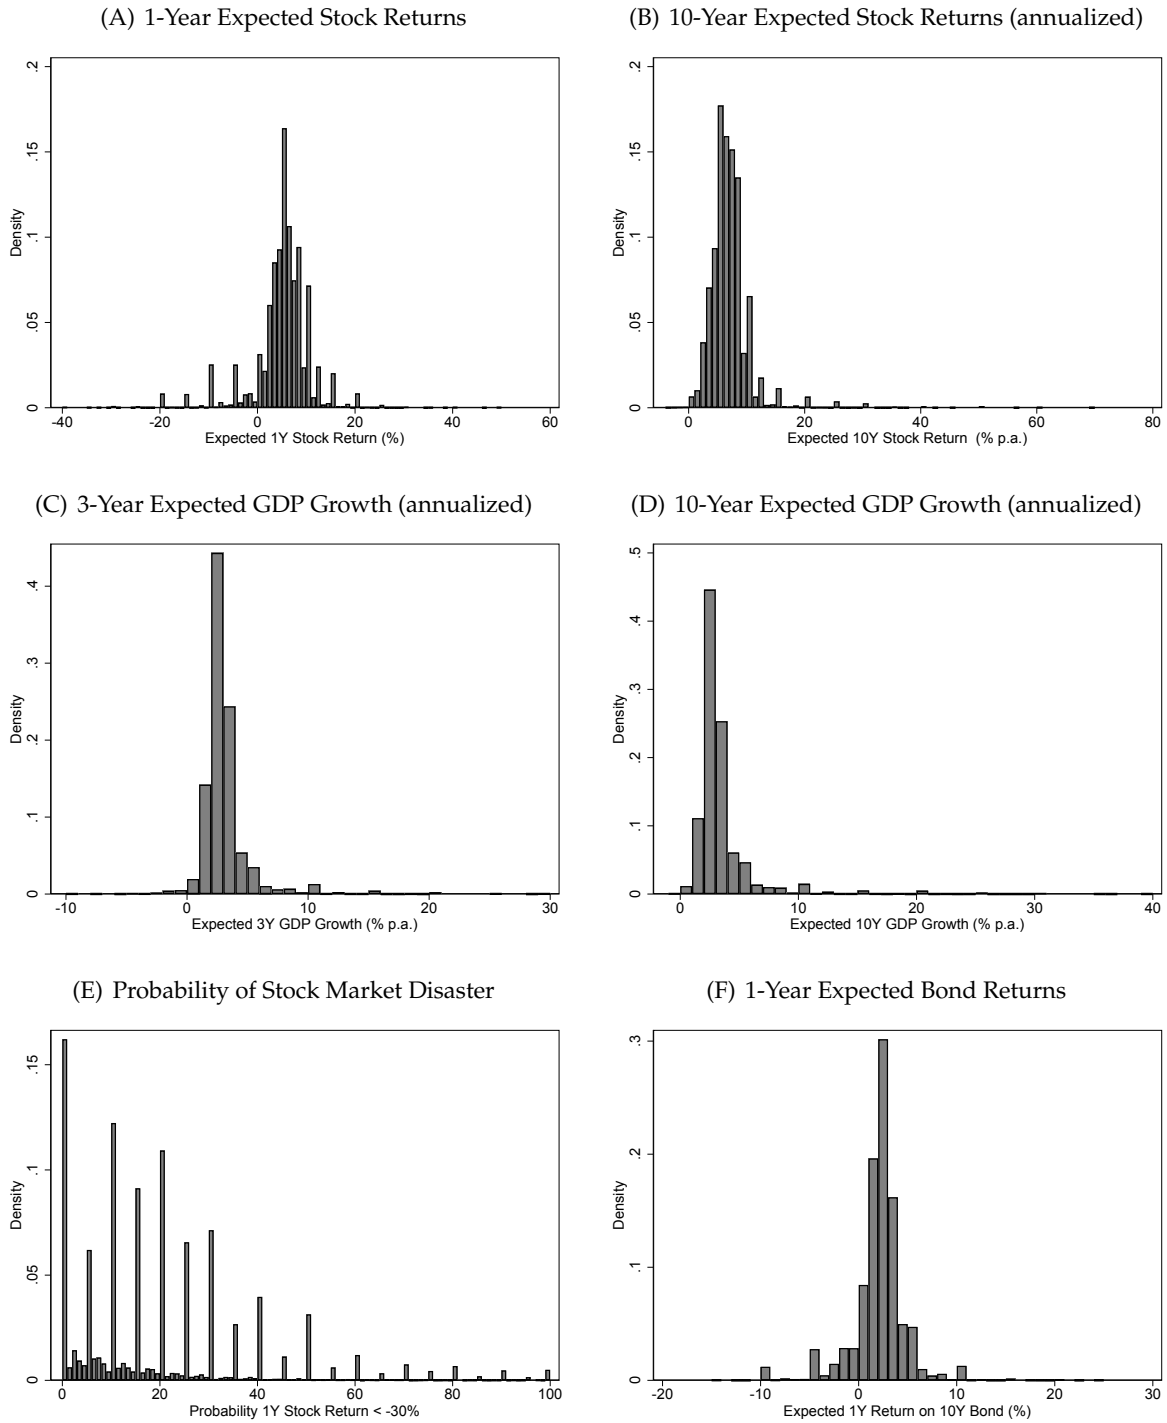 (A) 1-Year Expected Stock Returns
.2
.15
.1
.05
0
Density
-40 -20 0 20 40 60
Expected 1Y Stock Return (%)
(B) 10-Year Expected Stock Returns (annualized)
.2
.15
.1
.05
0
Density
0 20 40 60 80
Expected 10Y Stock Return (% p.a.)
(C) 3-Year Expected GDP Growth (annualized)
.4
.3
.2
.1
0
Density
-10 0 10 20 30
Expected 3Y GDP Growth (% p.a.)
(D) 10-Year Expected GDP Growth (annualized)
.5
.4
.3
.2
.1
0
Density
0 10 20 30 40
Expected 10Y GDP Growth (% p.a.)
(E) Probability of Stock Market Disaster
.15
.1
.05
0
Density
0 20 40 60 80 100
Probability 1Y Stock Return < -30%
(F) 1-Year Expected Bond Returns
.3
.2
.1
0
Density
-20 -10 0 10 20 30
Expected 1Y Return on 10Y Bond (%)